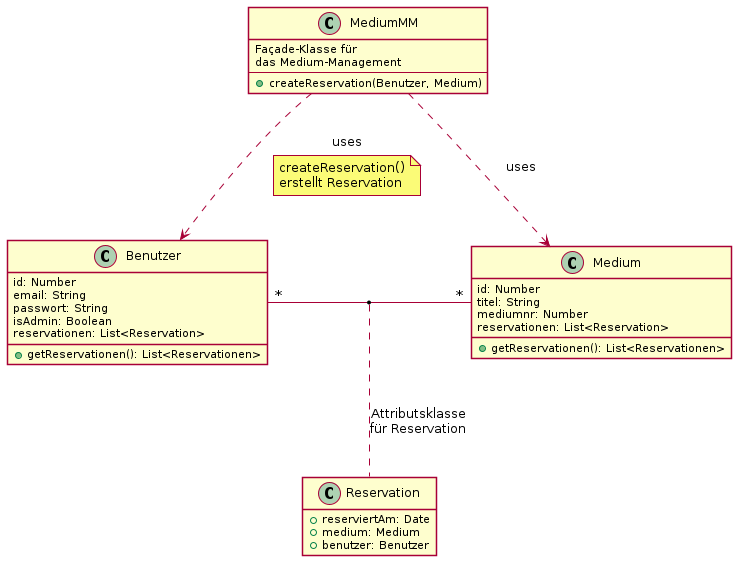 C MediumMM
Façade-Klasse für
das Medium-Management
createReservation(Benutzer, Medium)
uses
uses
createReservation()
erstellt Reservation
C Benutzer
id: Number
email: String
passwort: String
isAdmin: Boolean
reservationen: List<Reservation>
getReservationen(): List<Reservationen>
*
*
C Medium
id: Number
titel: String
mediumnr: Number
reservationen: List<Reservation>
getReservationen(): List<Reservationen>
Attributsklasse
für Reservation
C Reservation
reserviertAm: Date
medium: Medium
benutzer: Benutzer